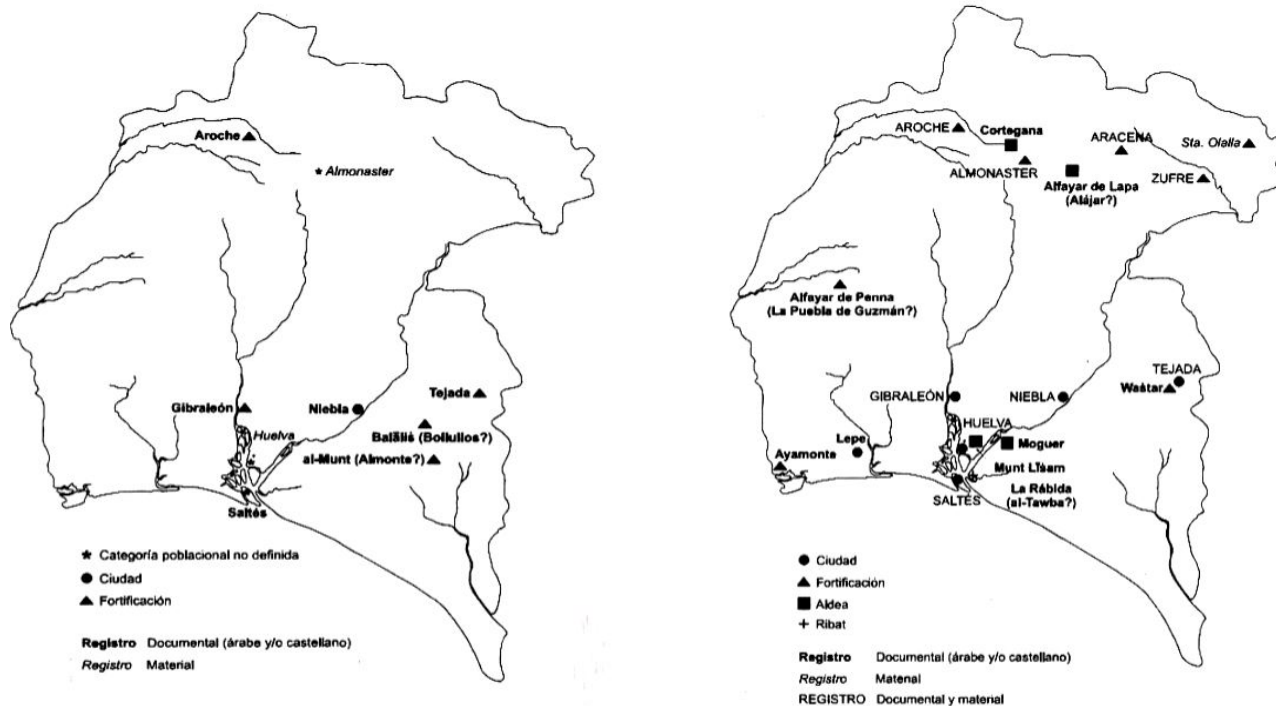 Aroche
Almonaster
Gibraleón
Niebla
Tejada
Huelva
Balãlis (Bollullos?)
al-Munt (Almonte?)
Saltés
Categoría poblacional no definida
Ciudad
Fortificación
Registro Documental (árabe y/o castellano)
Registro Material
AROCHE
Cortegana
ARACENA
Sta. Olalla
ALMONASTER
ZUFRE
Alfayar de Lapa
(Alájar?)
Alfayar de Penna
(La Puebla de Guzmán?)
TEJADA
Waštar
GIBRALEÓN
NIEBLA
HUELVA
Lepe
Moguer
Ayamonte
Munt Lîšam
SALTÉS
La Rábida
(al-Tawba?)
Ciudad
Fortificación
Aldea
Ribat
Registro Documental (árabe y/o castellano)
Registro Material
REGISTRO Documental y material